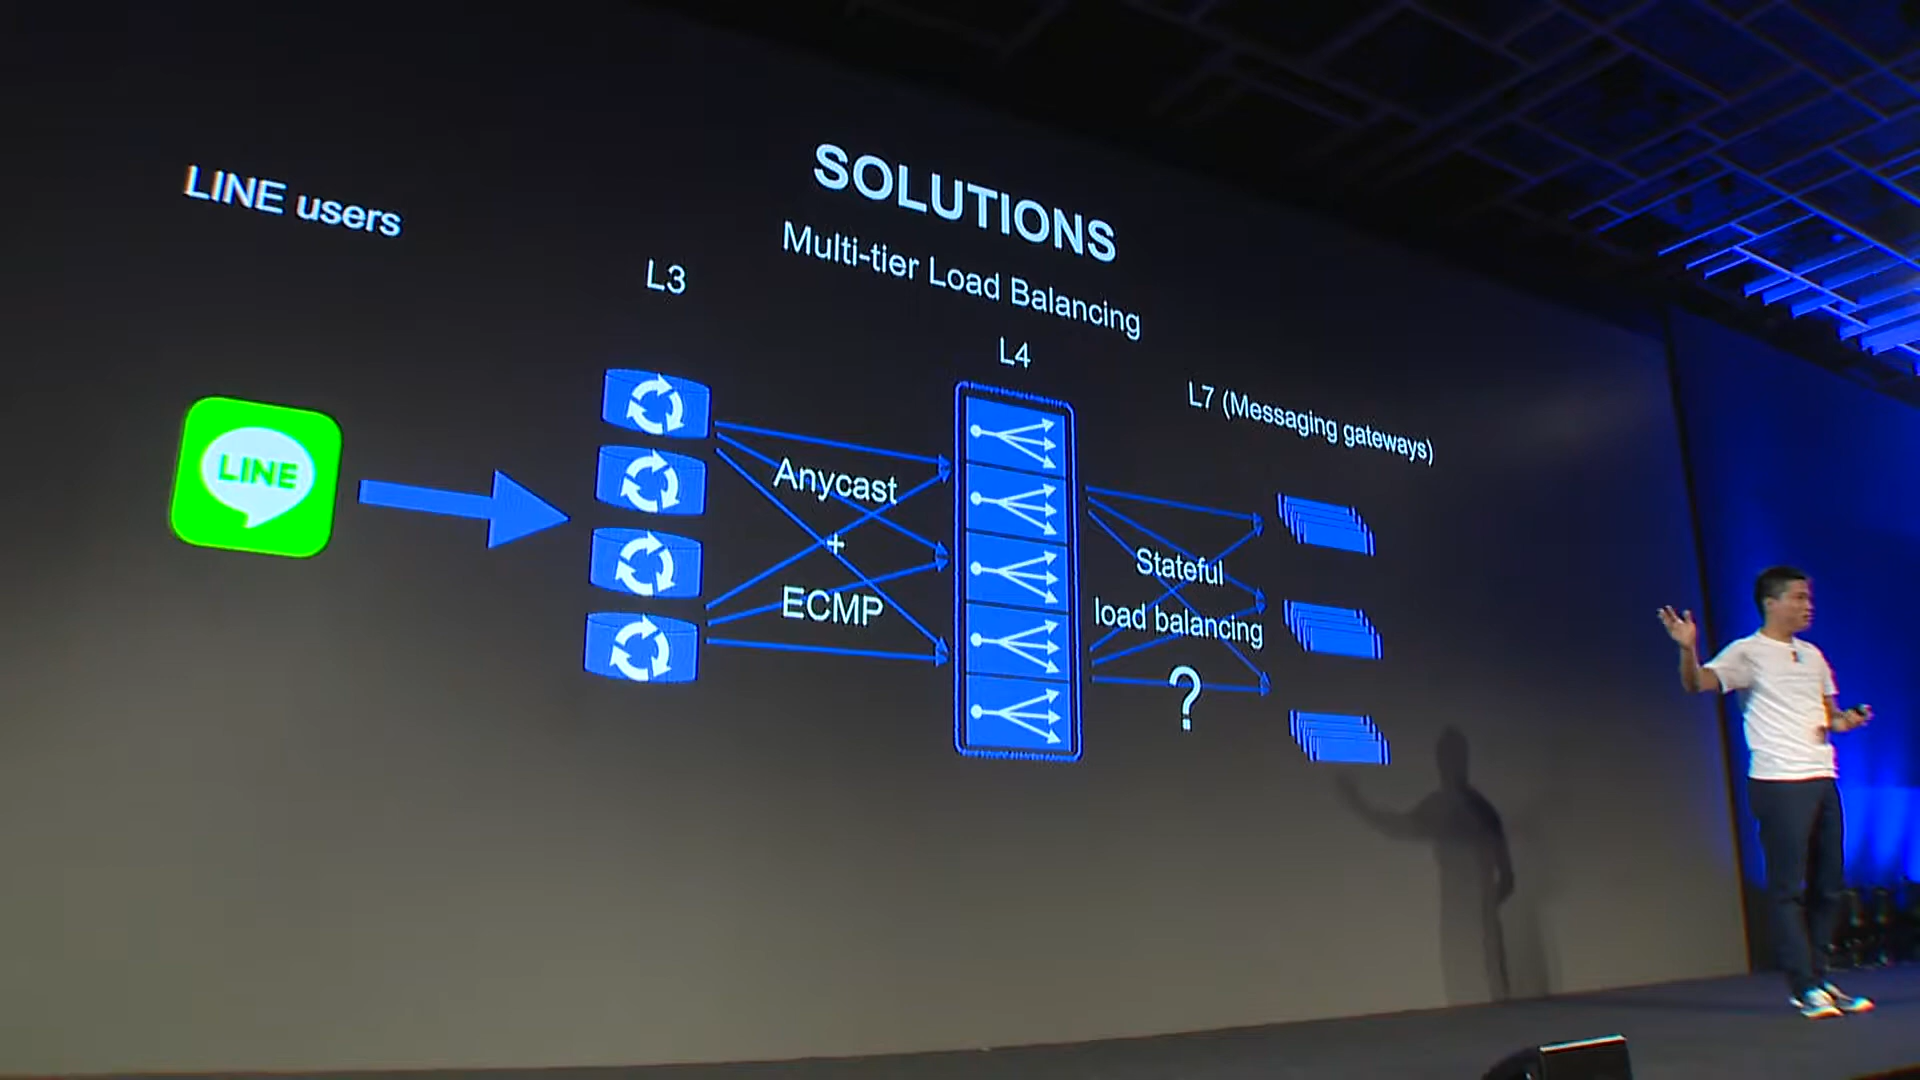 LINE users
SOLUTIONS
Multi-tier Load Balancing
L3
L4
L7 (Messaging gateways)
LINE
Anycast
+
ECMP
Stateful
load balancing
?